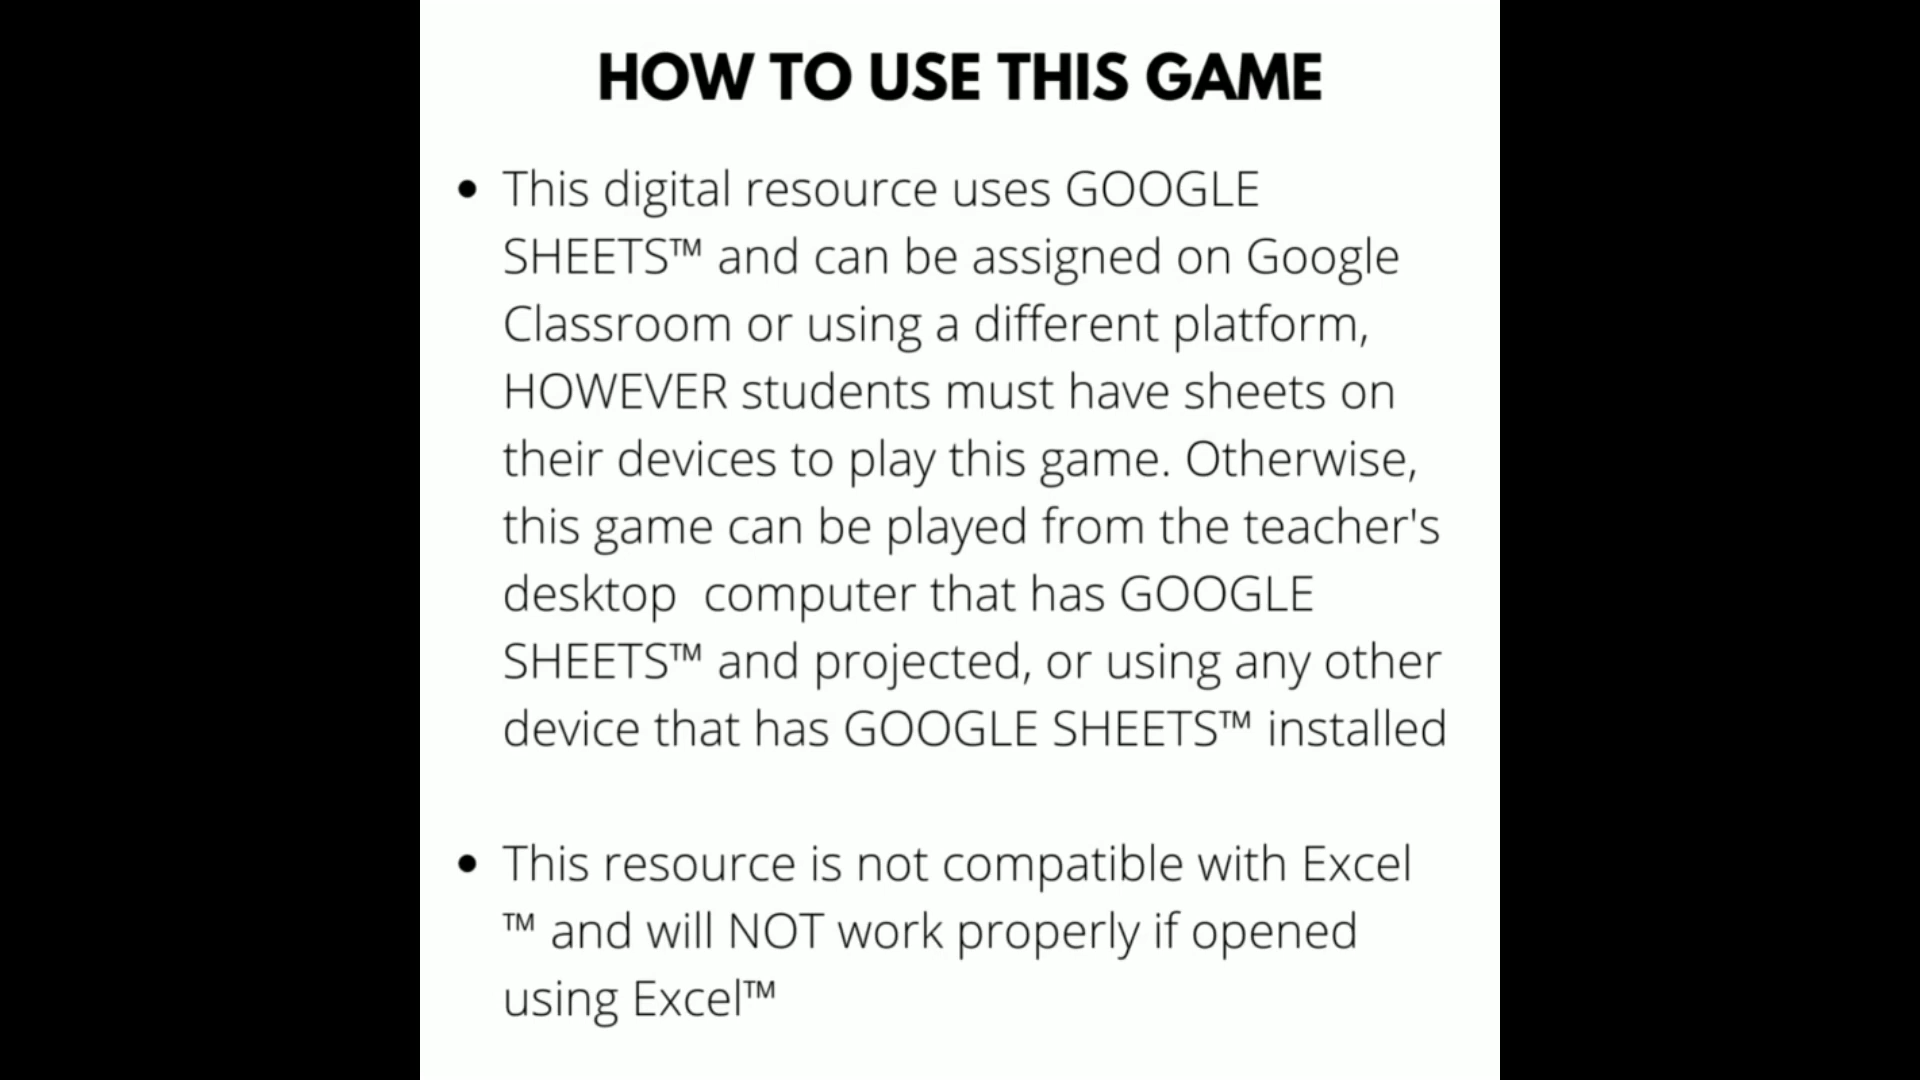 HOW TO USE THIS GAME
• This digital resource uses GOOGLE
SHEETS™ and can be assigned on Google
Classroom or using a different platform,
HOWEVER students must have sheets on
their devices to play this game. Otherwise,
this game can be played from the teacher's
desktop  computer that has GOOGLE
SHEETS™ and projected, or using any other
device that has GOOGLE SHEETS™ installed
• This resource is not compatible with Excel
™ and will NOT work properly if opened
using Excel™